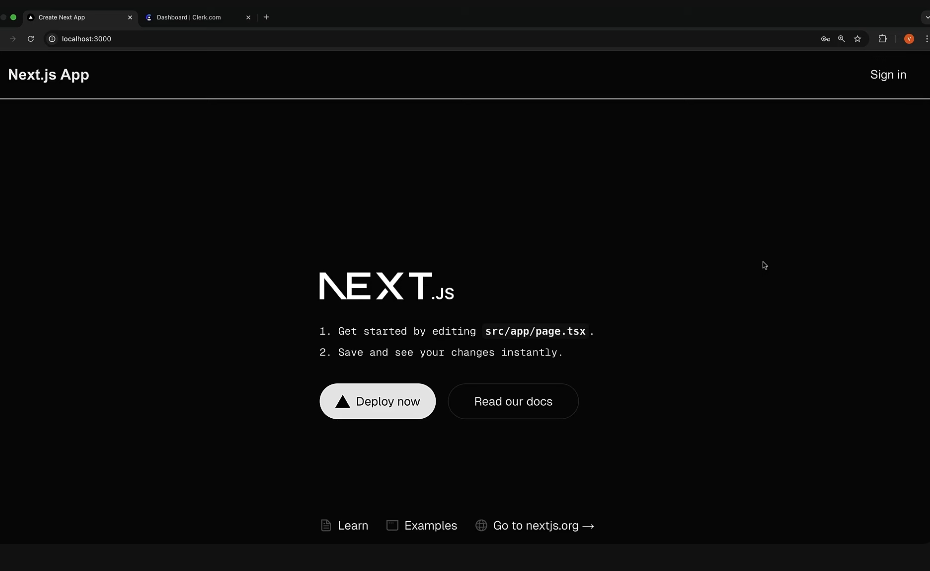 Create Next App
Dashboard | Clerk.com
localhost:3000
Next.js App
Sign in
NEXT.JS
1. Get started by editing src/app/page.tsx.
2. Save and see your changes instantly.
Deploy now
Read our docs
Learn
Examples
Go to nextjs.org →